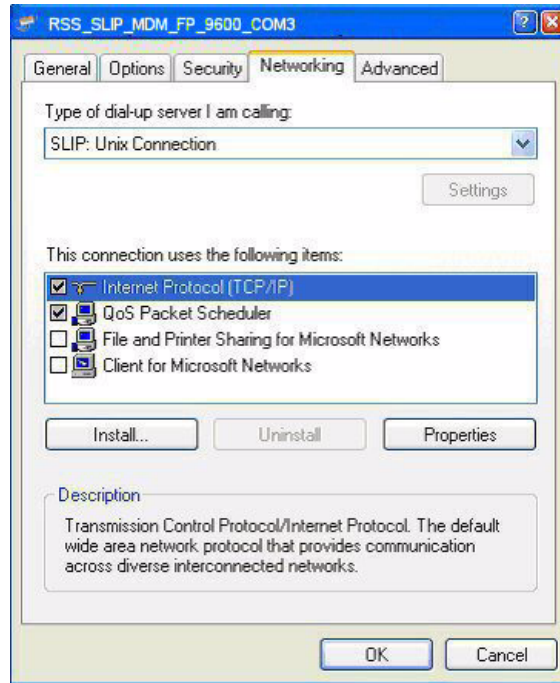 RSS_SLIP_MDM_FP_9600_COM3
General Options Security Networking Advanced
Type of dial-up server I am calling:
SLIP: Unix Connection
Settings
This connection uses the following items:
Internet Protocol (TCP/IP)
QoS Packet Scheduler
File and Printer Sharing for Microsoft Networks
Client for Microsoft Networks
Install... Uninstall Properties
Description
Transmission Control Protocol/Internet Protocol. The default
wide area network protocol that provides communication
across diverse interconnected networks.
OK Cancel